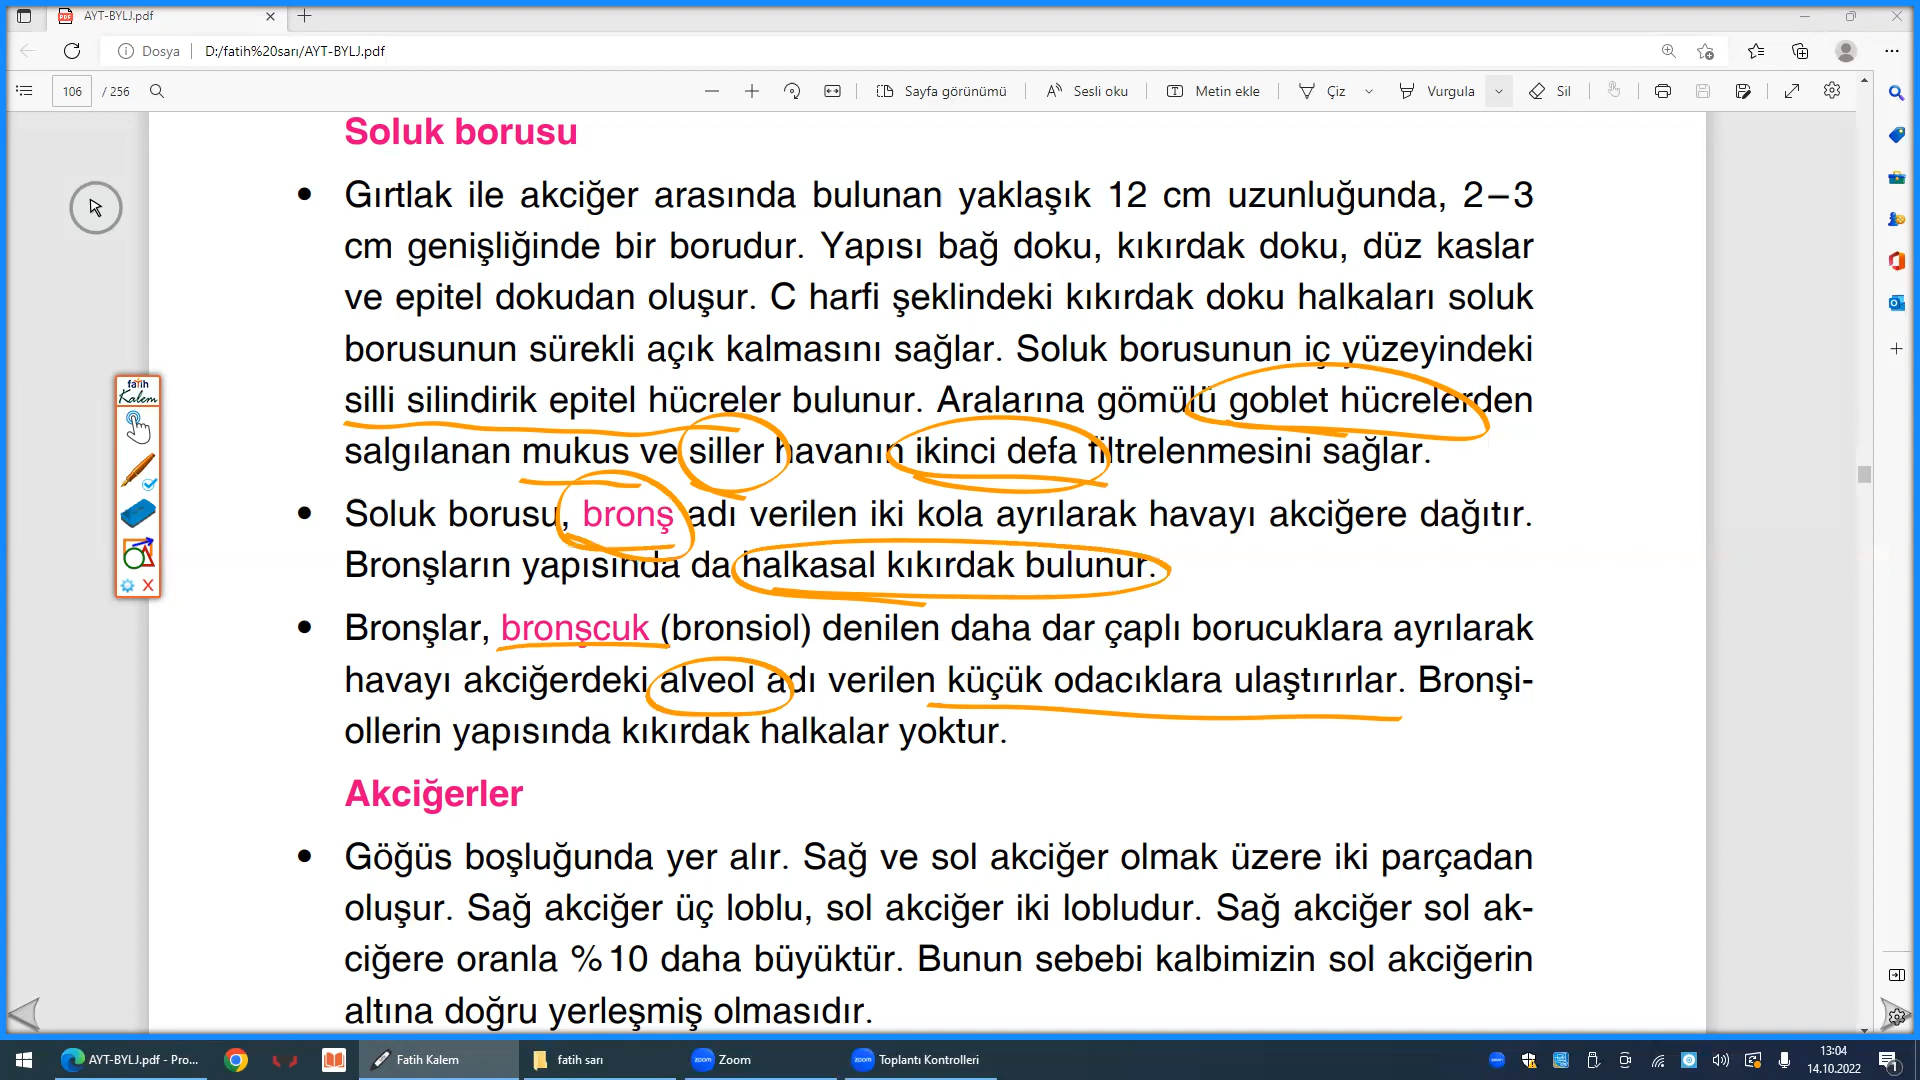 AYT-BYLJ.pdf
Dosya
D:/fatih%20sarı/AYT-BYLJ.pdf
106 / 256
Sayfa görünümü
Sesli oku
Metin ekle
Çiz
Vurgula
Sil
Soluk borusu
• Gırtlak ile akciğer arasında bulunan yaklaşık 12 cm uzunluğunda, 2–3
cm genişliğinde bir borudur. Yapısı bağ doku, kıkırdak doku, düz kaslar
ve epitel dokudan oluşur. C harfi şeklindeki kıkırdak doku halkaları soluk
borusunun sürekli açık kalmasını sağlar. Soluk borusunun iç yüzeyindeki
silli silindirik epitel hücreler bulunur. Aralarına gömülü goblet hücrelerden
salgılanan mukus ve siller havanın ikinci defa filtrelenmesini sağlar.
• Soluk borusu, bronş adı verilen iki kola ayrılarak havayı akciğere dağıtır.
Bronşların yapısında da halkasal kıkırdak bulunur.
• Bronşlar, bronşcuk (bronsiol) denilen daha dar çaplı borucuklara ayrılarak
havayı akciğerdeki alveol adı verilen küçük odacıklara ulaştırırlar. Bronşi-
ollerin yapısında kıkırdak halkalar yoktur.
Akciğerler
• Göğüs boşluğunda yer alır. Sağ ve sol akciğer olmak üzere iki parçadan
oluşur. Sağ akciğer üç loblu, sol akciğer iki lobludur. Sağ akciğer sol ak-
ciğere oranla %10 daha büyüktür. Bunun sebebi kalbimizin sol akciğerin
altına doğru yerleşmiş olmasıdır.
fatih
Kalem
AYT-BYLJ.pdf - Pro...
Fatih Kalem
fatih sarı
zoom
Zoom
zoom
Toplantı Kontrolleri
13:04
14.10.2022
1